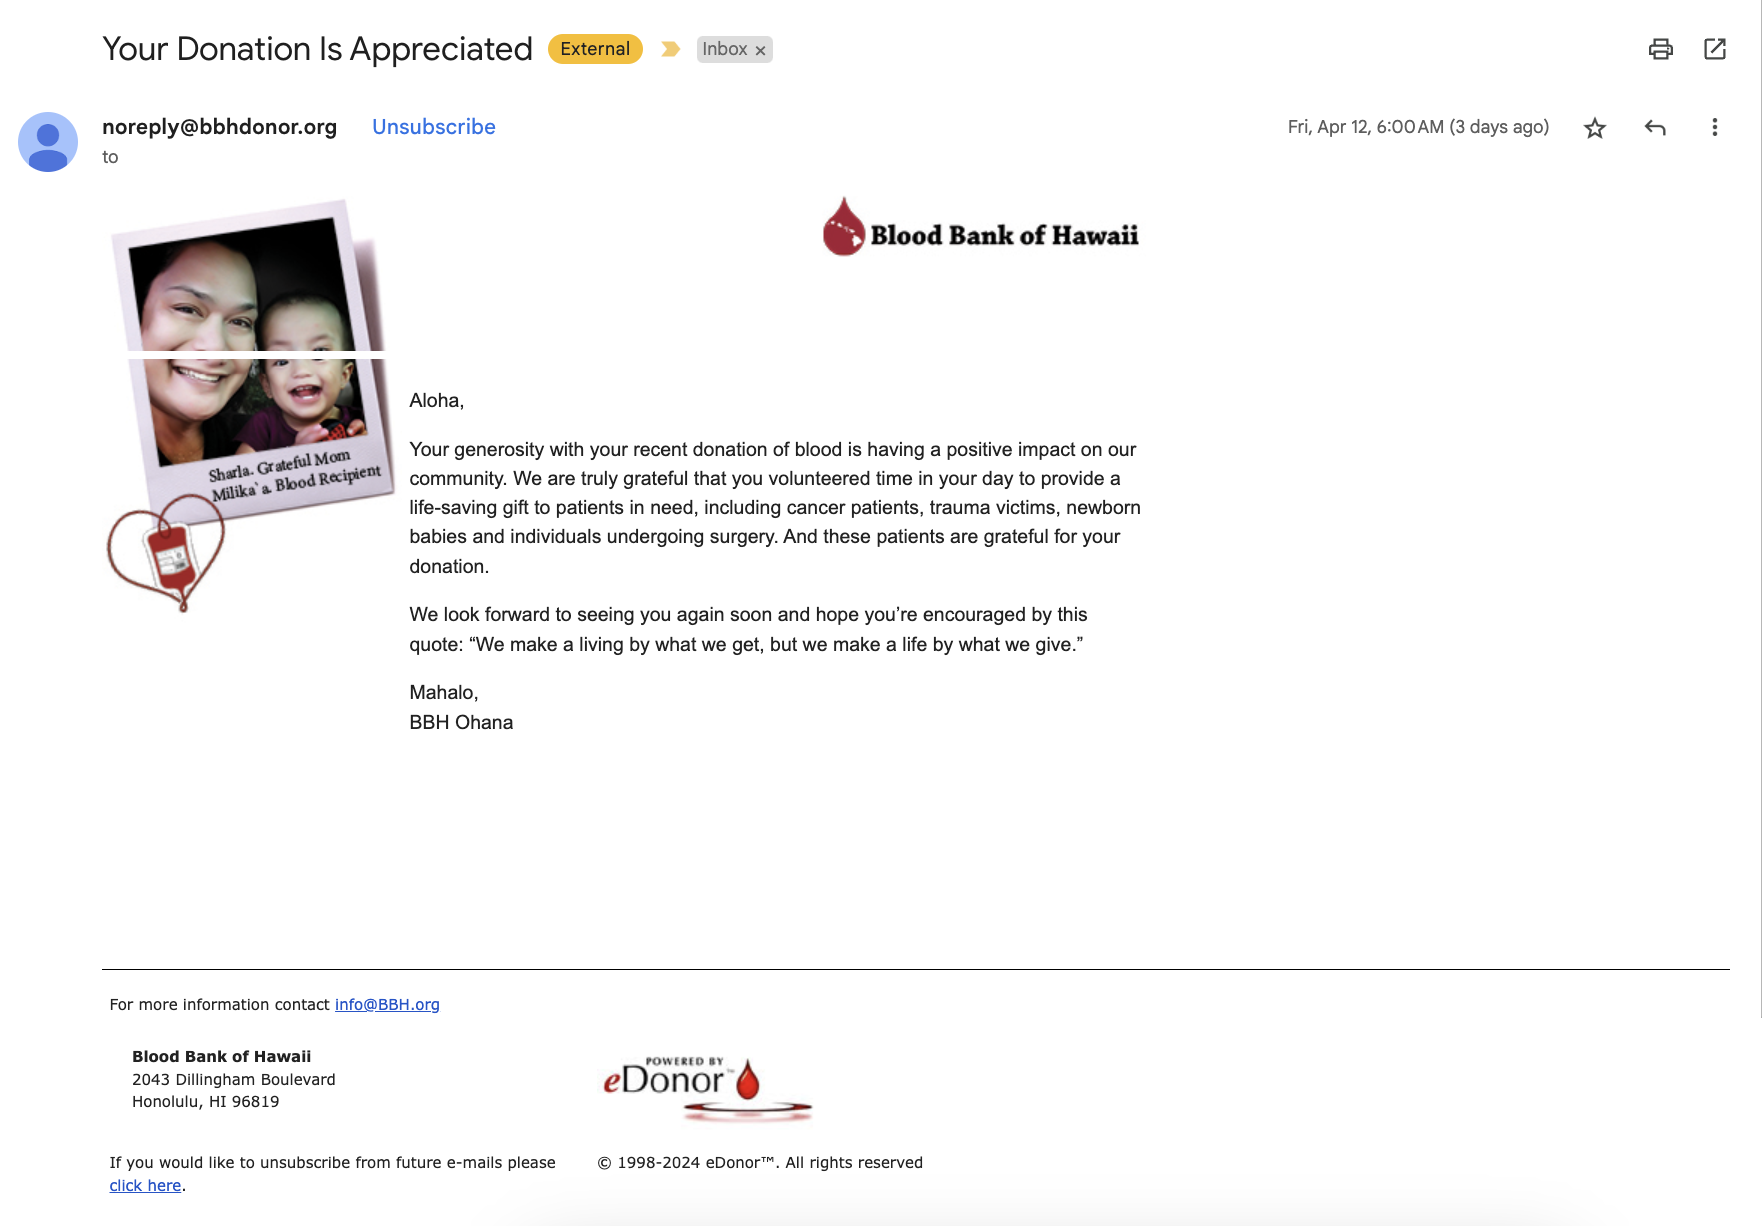 Your Donation Is Appreciated External Inbox ×
noreply@bbhdonor.org Unsubscribe Fri, Apr 12, 6:00 AM (3 days ago)
to
Blood Bank of Hawaii
Sharla. Grateful Mom
Milika`a. Blood Recipient
Aloha,
Your generosity with your recent donation of blood is having a positive impact on our
community. We are truly grateful that you volunteered time in your day to provide a
life-saving gift to patients in need, including cancer patients, trauma victims, newborn
babies and individuals undergoing surgery. And these patients are grateful for your
donation.
We look forward to seeing you again soon and hope you’re encouraged by this
quote: “We make a living by what we get, but we make a life by what we give.”
Mahalo,
BBH Ohana
For more information contact info@BBH.org
Blood Bank of Hawaii
2043 Dillingham Boulevard
Honolulu, HI 96819
POWERED BY
eDonor™
If you would like to unsubscribe from future e-mails please
click here.
© 1998-2024 eDonor™. All rights reserved